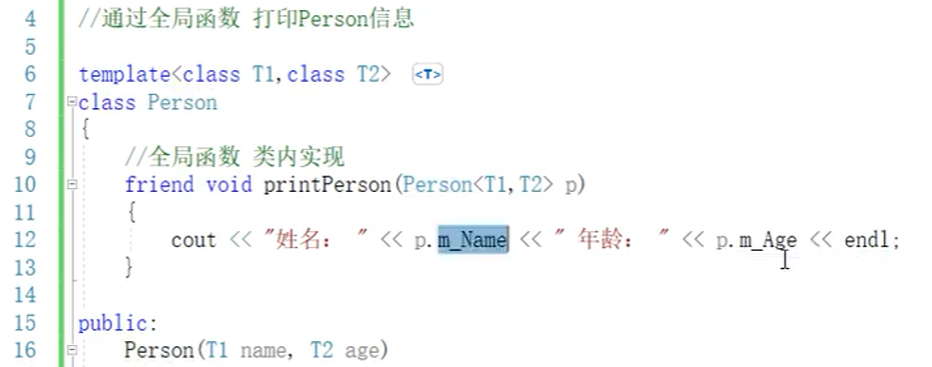 4 //通过全局函数 打印Person信息
5
6 template<class T1,class T2> <T>
7 class Person
8 {
9 //全局函数 类内实现
10 friend void printPerson(Person<T1,T2> p)
11 {
12 cout << "姓名： " << p.m_Name << " 年龄： " << p.m_Age << endl;
13 }
14
15 public:
16 Person(T1 name, T2 age)